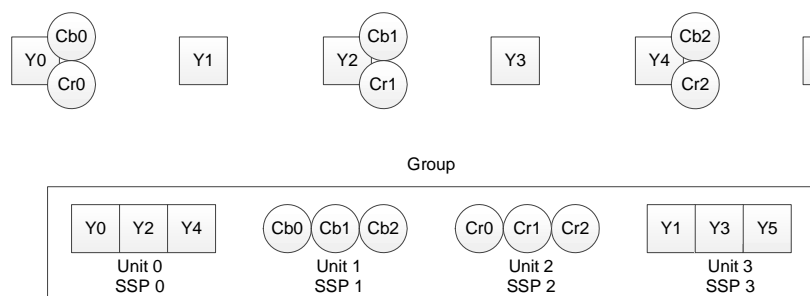 Cb0 Cb1 Cb2
Y0 Y1 Y2 Y3 Y4
Cr0 Cr1 Cr2
Group
Y0 Y2 Y4 Cb0 Cb1 Cb2 Cr0 Cr1 Cr2 Y1 Y3 Y5
Unit 0 Unit 1 Unit 2 Unit 3
SSP 0 SSP 1 SSP 2 SSP 3